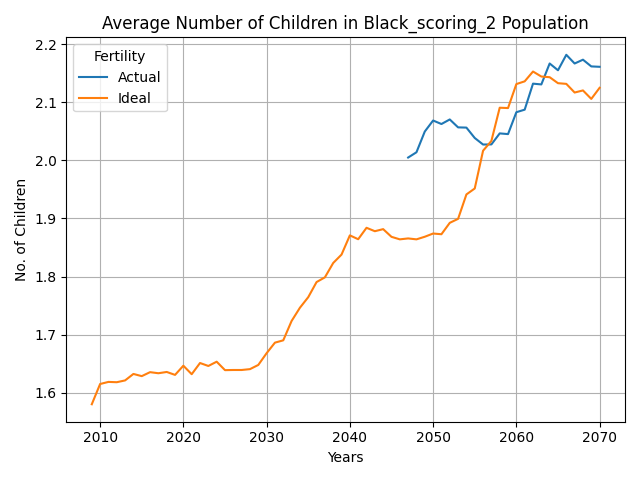 Average Number of Children in Black_scoring_2 Population
Fertility
Actual
Ideal
No. of Children
2.2
2.1
2.0
1.9
1.8
1.7
1.6
2010 2020 2030 2040 2050 2060 2070
Years